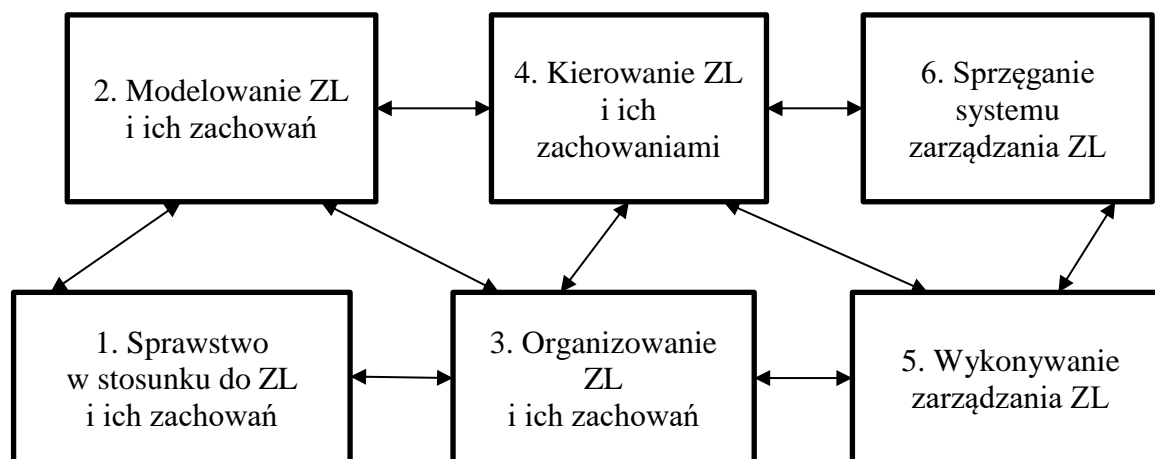 2. Modelowanie ZL
i ich zachowań
4. Kierowanie ZL
i ich
zachowaniami
6. Sprzęganie
systemu
zarządzania ZL
1. Sprawstwo
w stosunku do ZL
i ich zachowań
3. Organizowanie
ZL
i ich zachowań
5. Wykonywanie
zarządzania ZL